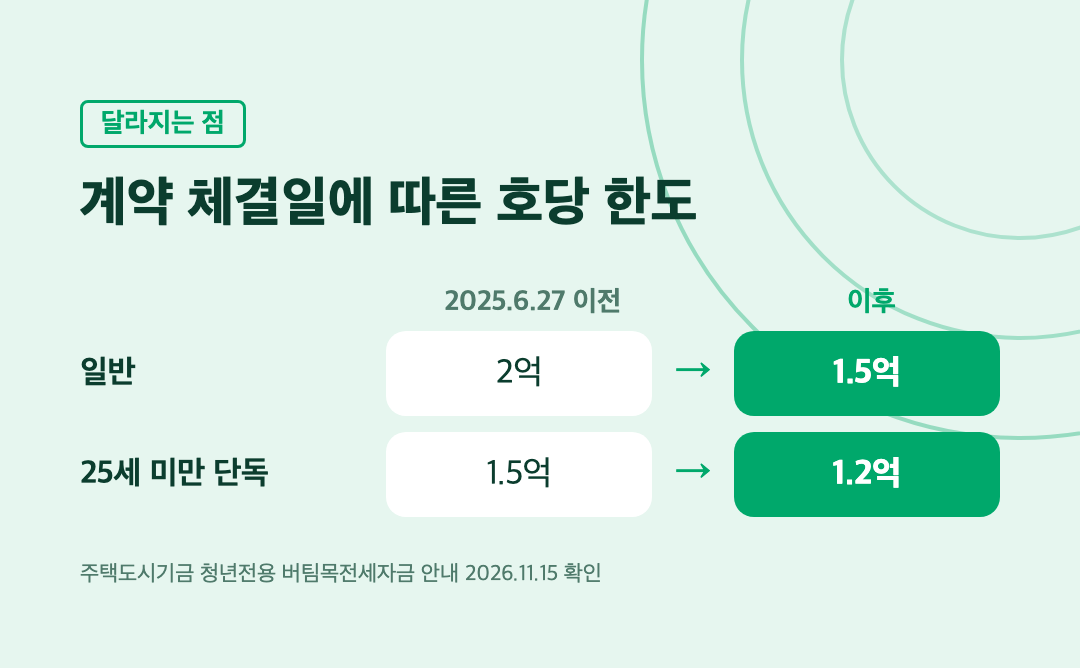 달라지는 점
계약 체결일에 따른 호당 한도
2025.6.27 이전 이후
일반 2억 → 1.5억
25세 미만 단독 1.5억 → 1.2억
주택도시기금 청년전용 버팀목전세자금 안내 2026.11.15 확인